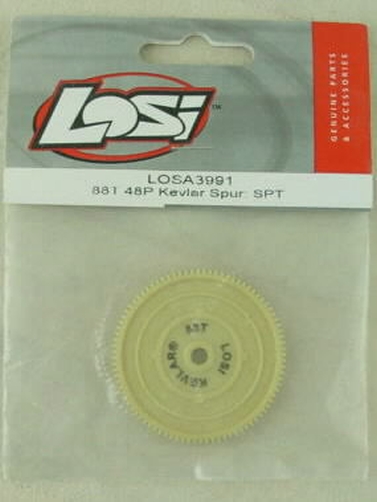 LOSI
™
GENUINE PARTS
& ACCESSORIES
LOSA3991
88T 48P Kevlar Spur: SPT
88T
LOSI
KEVLAR®